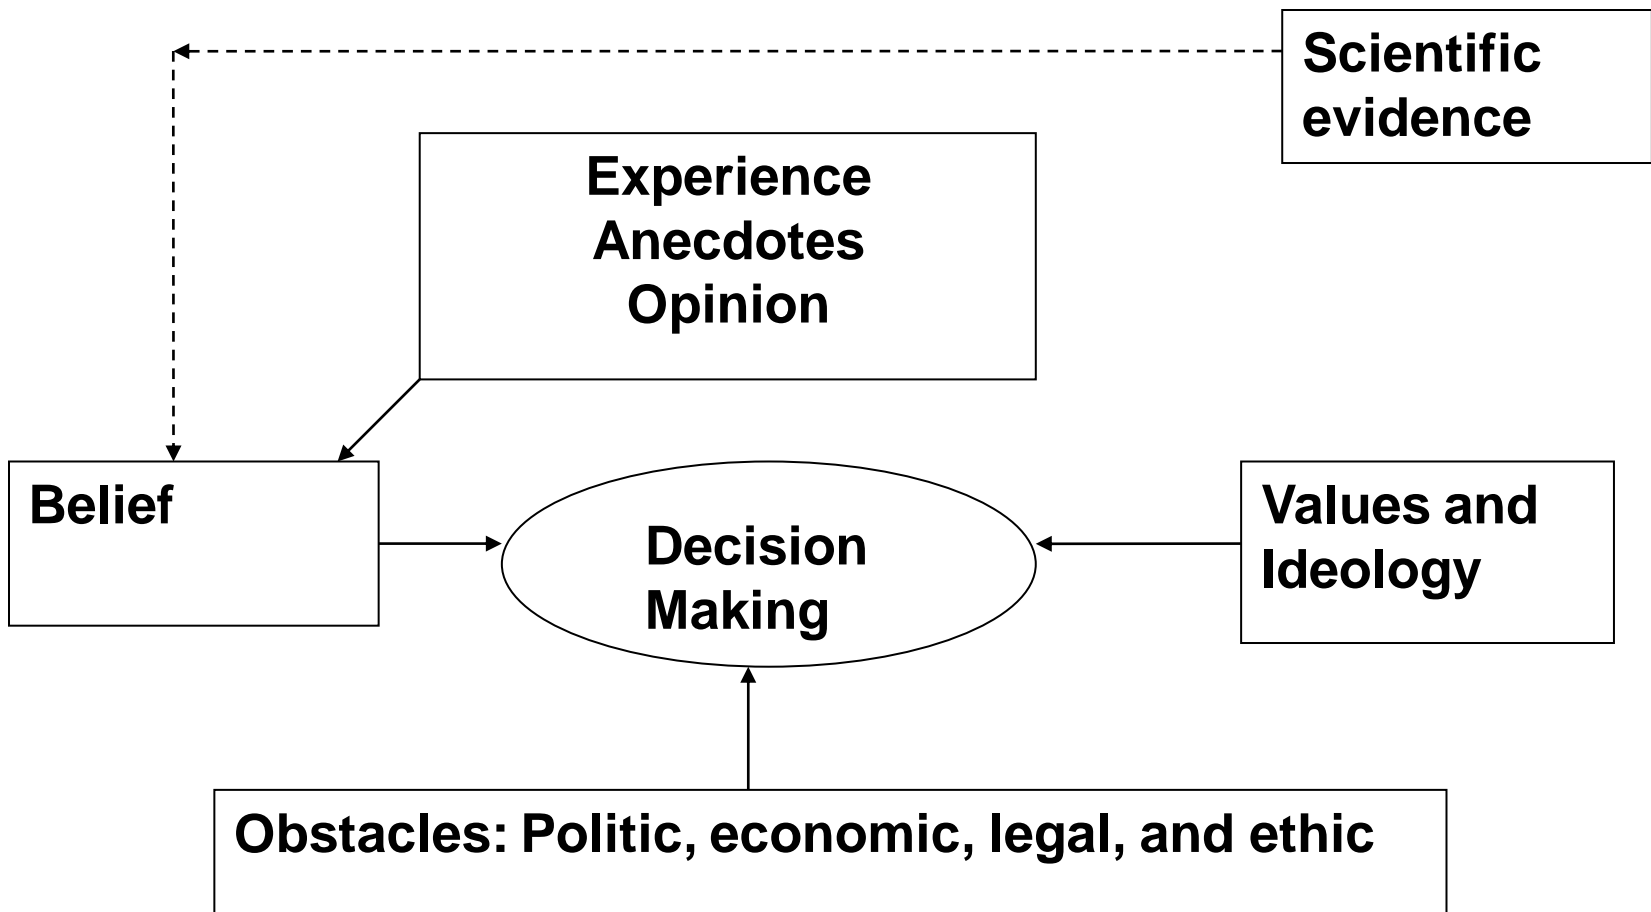 Scientific
evidence
Experience
Anecdotes
Opinion
Belief
Decision
Making
Values and
Ideology
Obstacles: Politic, economic, legal, and ethic